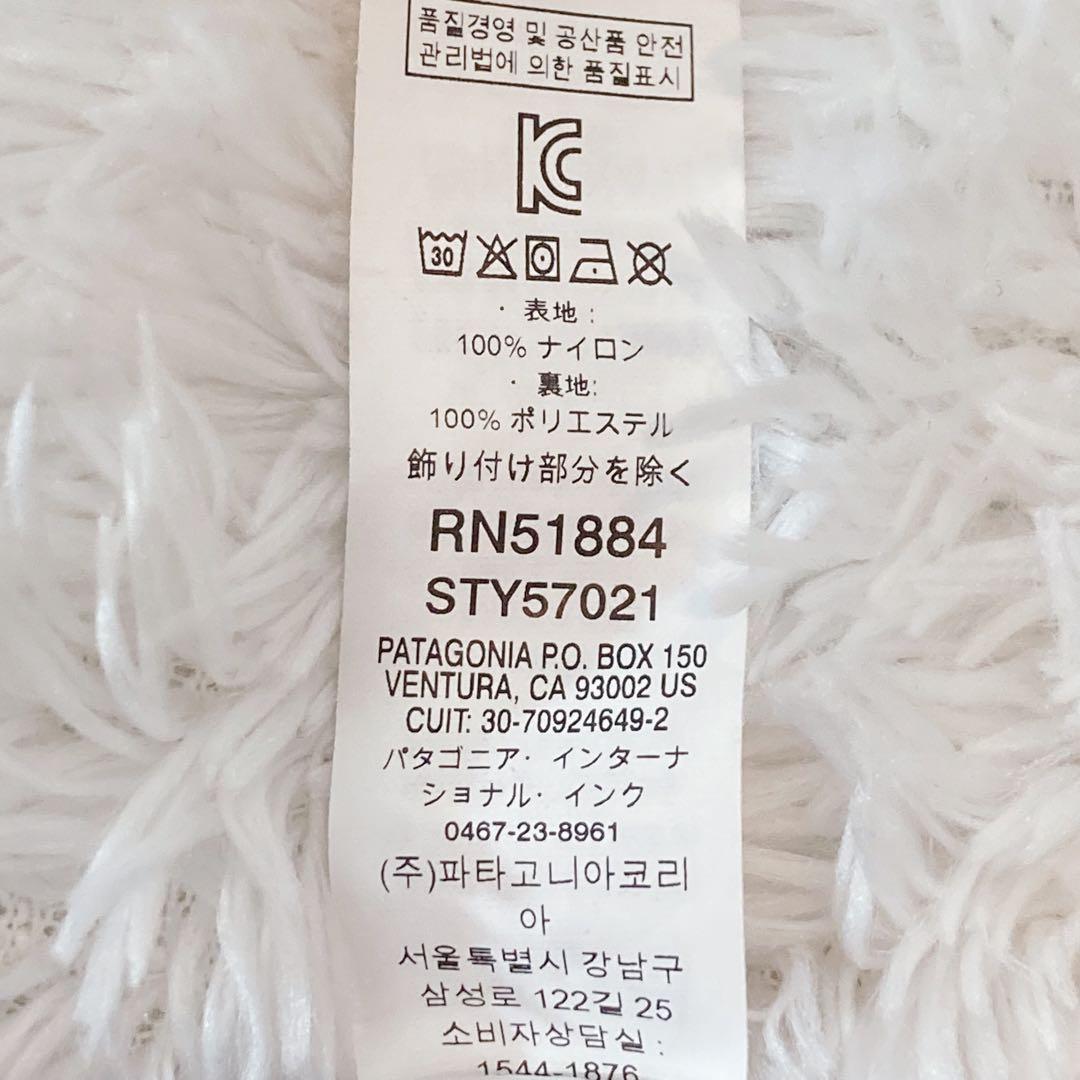 품질경영 및 공산품 안전
관리법에 의한 품질표시
KC
30
· 表地:
100% ナイロン
· 裏地:
100% ポリエステル
飾り付け部分を除く
RN51884
STY57021
PATAGONIA P.O. BOX 150
VENTURA, CA 93002 US
CUIT: 30-70924649-2
パタゴニア· インターナ
ショナル· インク
0467-23-8961
(주)파타고니아코리
아
서울특별시 강남구
삼성로 122길 25
소비자상담실 :
1544-1876